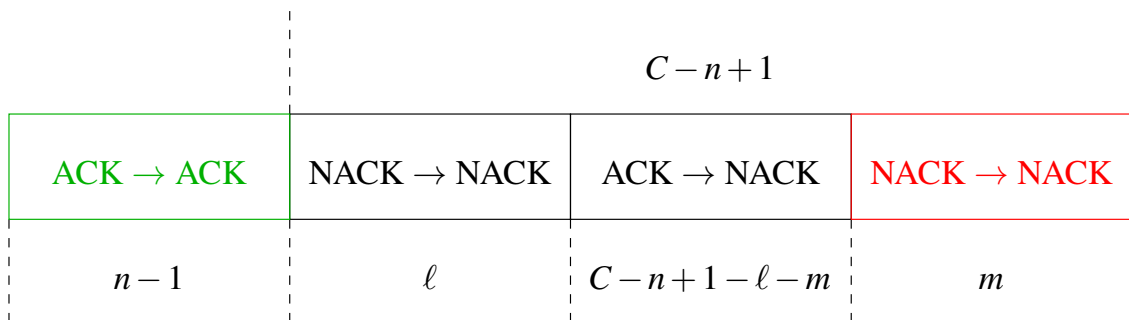 C − n + 1
ACK → ACK NACK → NACK ACK → NACK NACK → NACK
n − 1 ℓ C − n + 1 − ℓ − m m